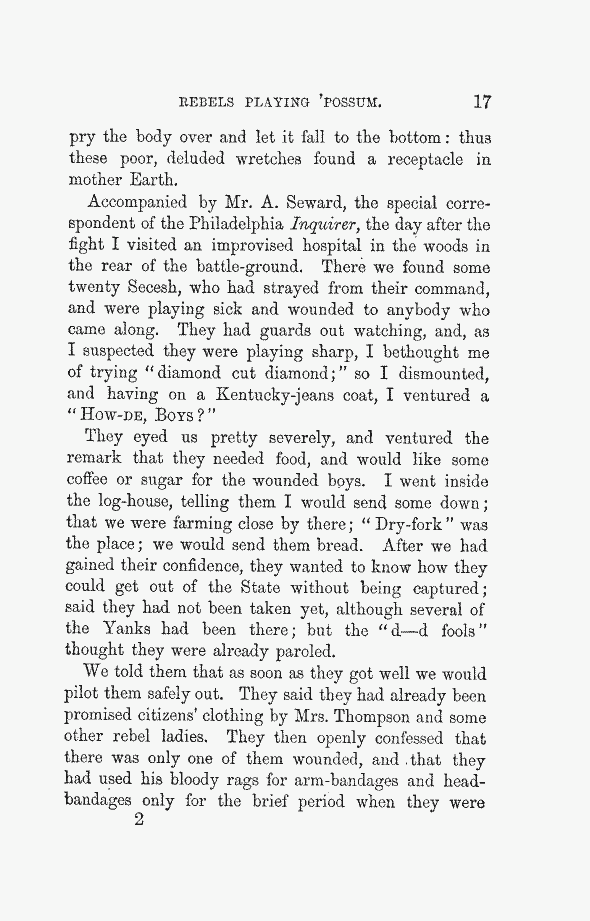 REBELS PLAYING 'POSSUM. 17
pry the body over and let it fall to the bottom: thus
these poor, deluded wretches found a receptacle in
mother Earth.
Accompanied by Mr. A. Seward, the special corre-
spondent of the Philadelphia Inquirer, the day after the
fight I visited an improvised hospital in the woods in
the rear of the battle-ground. There we found some
twenty Secesh, who had strayed from their command,
and were playing sick and wounded to anybody who
came along. They had guards out watching, and, as
I suspected they were playing sharp, I bethought me
of trying "diamond cut diamond;" so I dismounted,
and having on a Kentucky-jeans coat, I ventured a
"How-DE, BOYS?"
They eyed us pretty severely, and ventured the
remark that they needed food, and would like some
coffee or sugar for the wounded boys. I went inside
the log-house, telling them I would send some down;
that we were farming close by there; "Dry-fork" was
the place; we would send them bread. After we had
gained their confidence, they wanted to know how they
could get out of the State without being captured;
said they had not been taken yet, although several of
the Yanks had been there; but the "d—d fools"
thought they were already paroled.
We told them that as soon as they got well we would
pilot them safely out. They said they had already been
promised citizens' clothing by Mrs. Thompson and some
other rebel ladies. They then openly confessed that
there was only one of them wounded, and that they
had used his bloody rags for arm-bandages and head-
bandages only for the brief period when they were
2